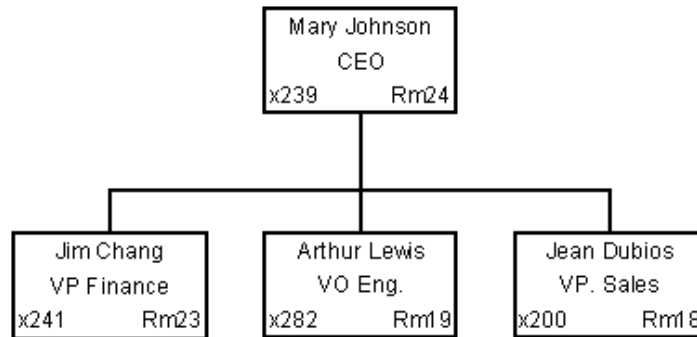 Mary Johnson
CEO
x239 Rm24
Jim Chang
VP Finance
x241 Rm23
Arthur Lewis
VO Eng.
x282 Rm19
Jean Dubios
VP. Sales
x200 Rm18